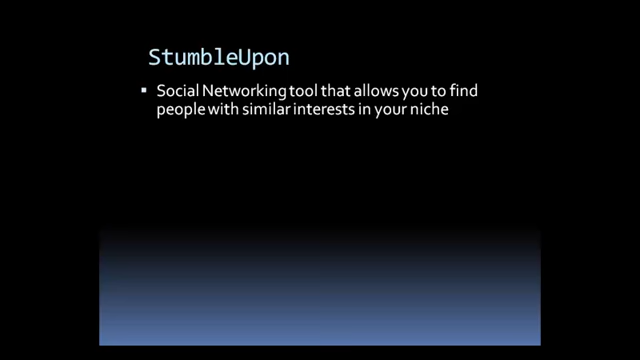 StumbleUpon
▪ Social Networking tool that allows you to find
people with similar interests in your niche